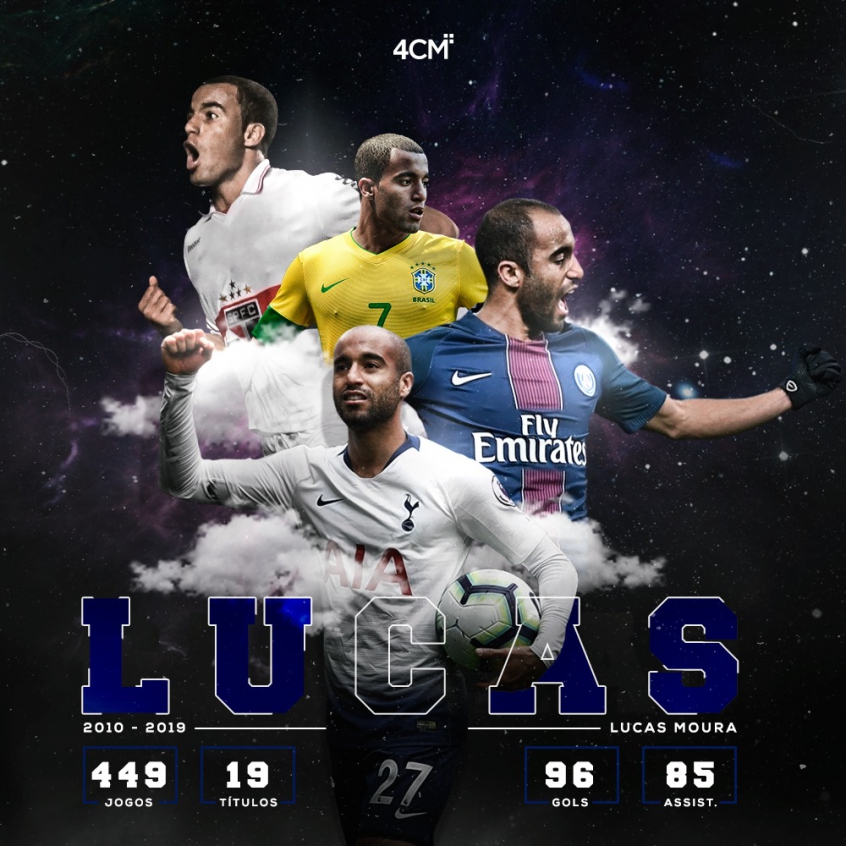 4CM
SPFC
BRASIL
7
Fly
Emirates
AIA
LUCAS
2010 - 2019
LUCAS MOURA
449
JOGOS
19
TÍTULOS
96
GOLS
85
ASSIST.
27